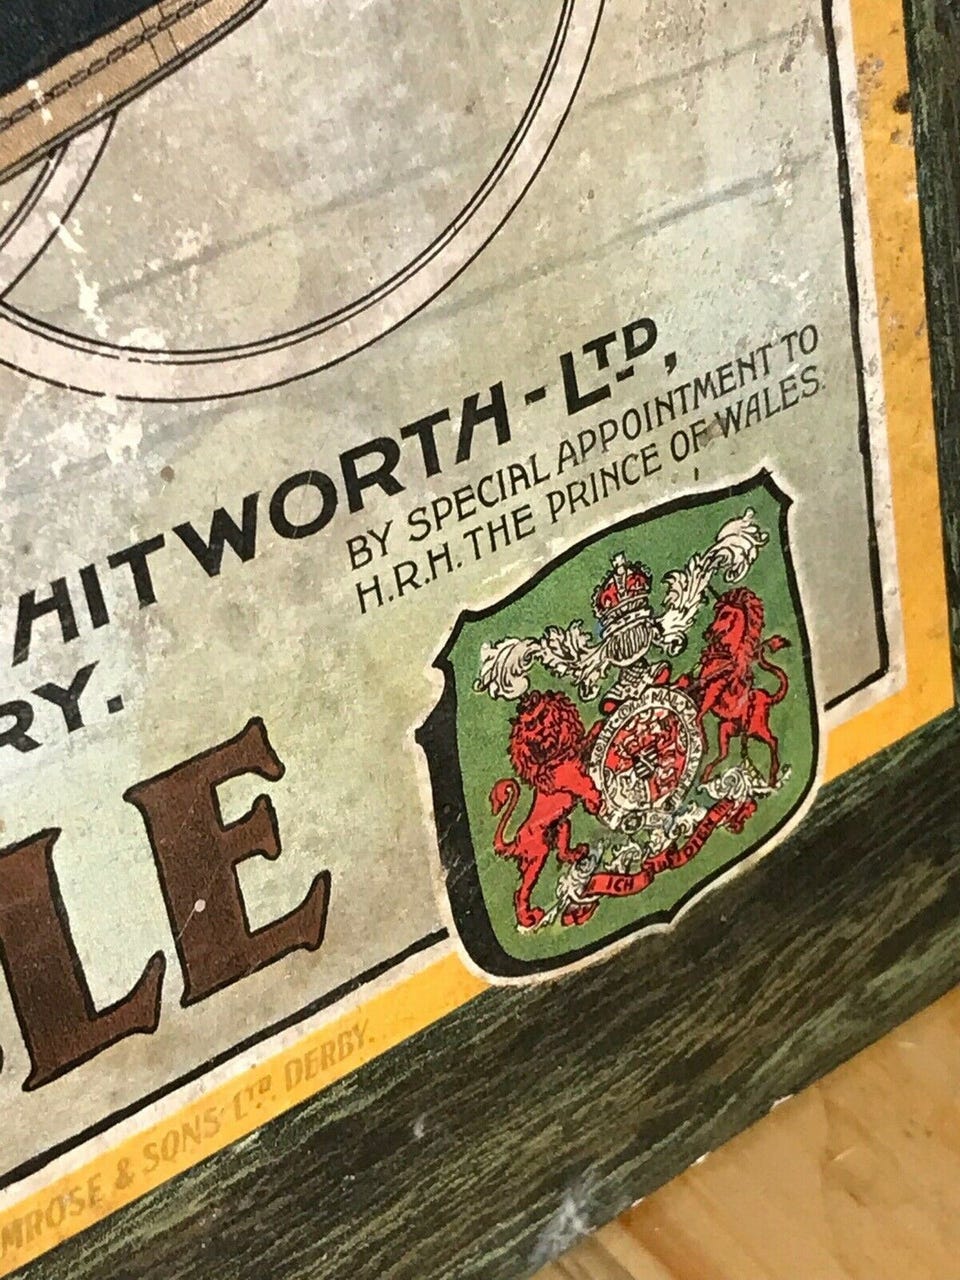 HITWORTH-LTD,
BY SPECIAL APPOINTMENT TO
H.R.H. THE PRINCE OF WALES.
RY.
LE
ICH
MROSE & SONS LTD DERBY.